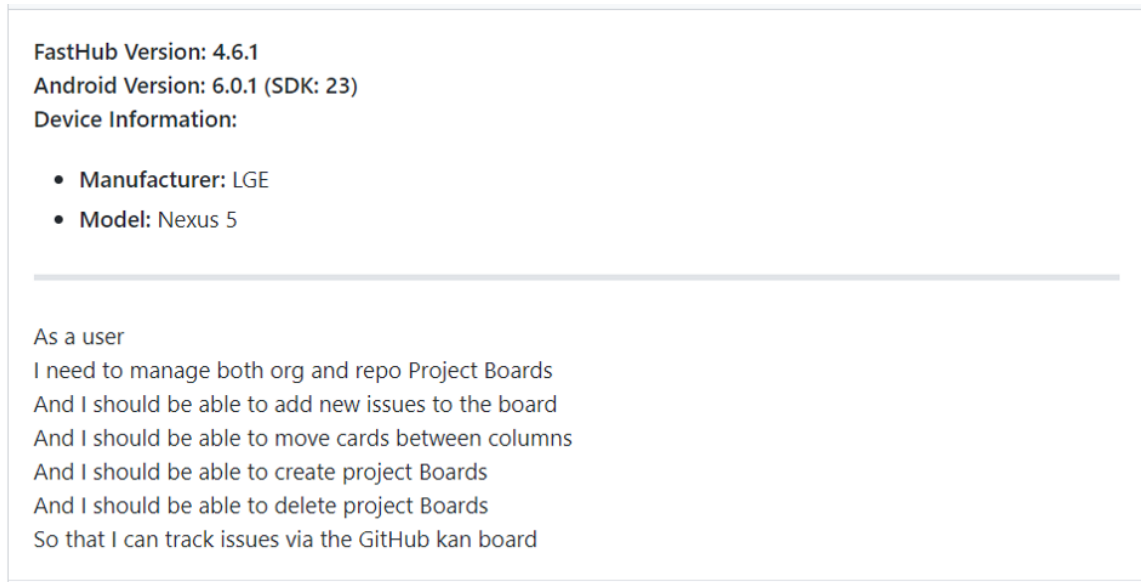 FastHub Version: 4.6.1
Android Version: 6.0.1 (SDK: 23)
Device Information:
• Manufacturer: LGE
• Model: Nexus 5
As a user
I need to manage both org and repo Project Boards
And I should be able to add new issues to the board
And I should be able to move cards between columns
And I should be able to create project Boards
And I should be able to delete project Boards
So that I can track issues via the GitHub kan board